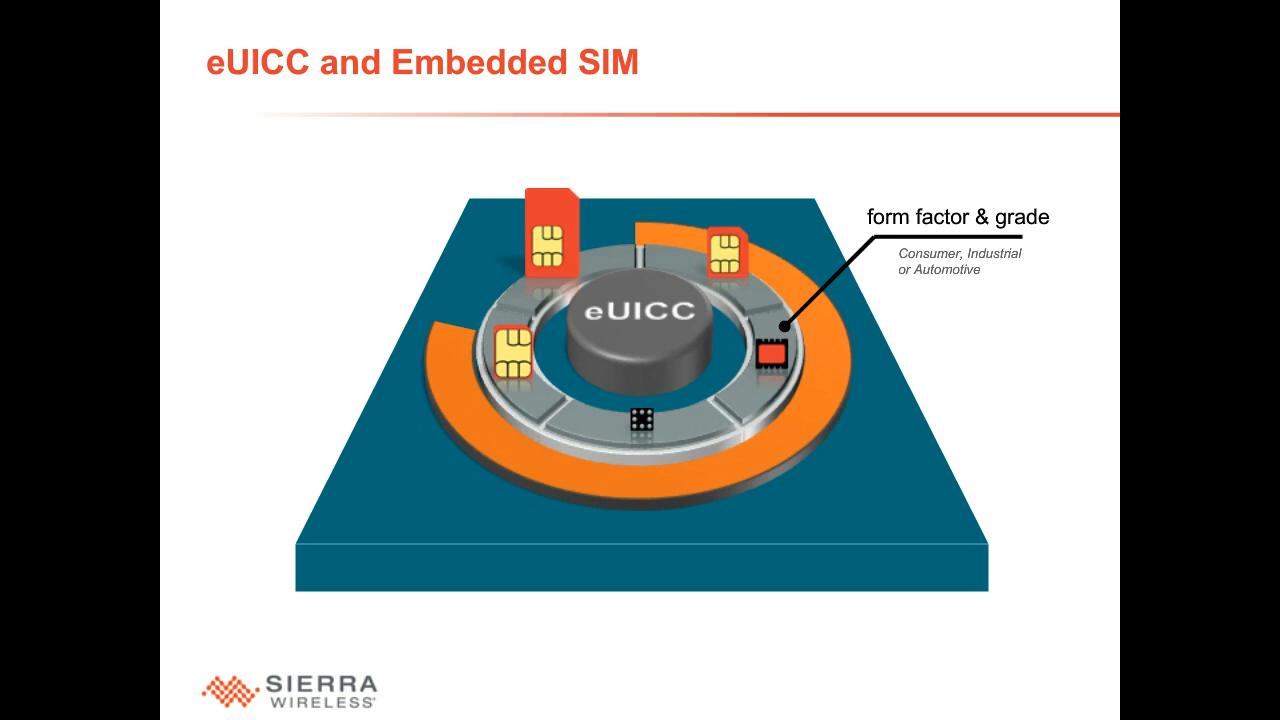 eUICC and Embedded SIM
form factor & grade
Consumer, Industrial
or Automotive
eUICC
SIERRA
WIRELESS